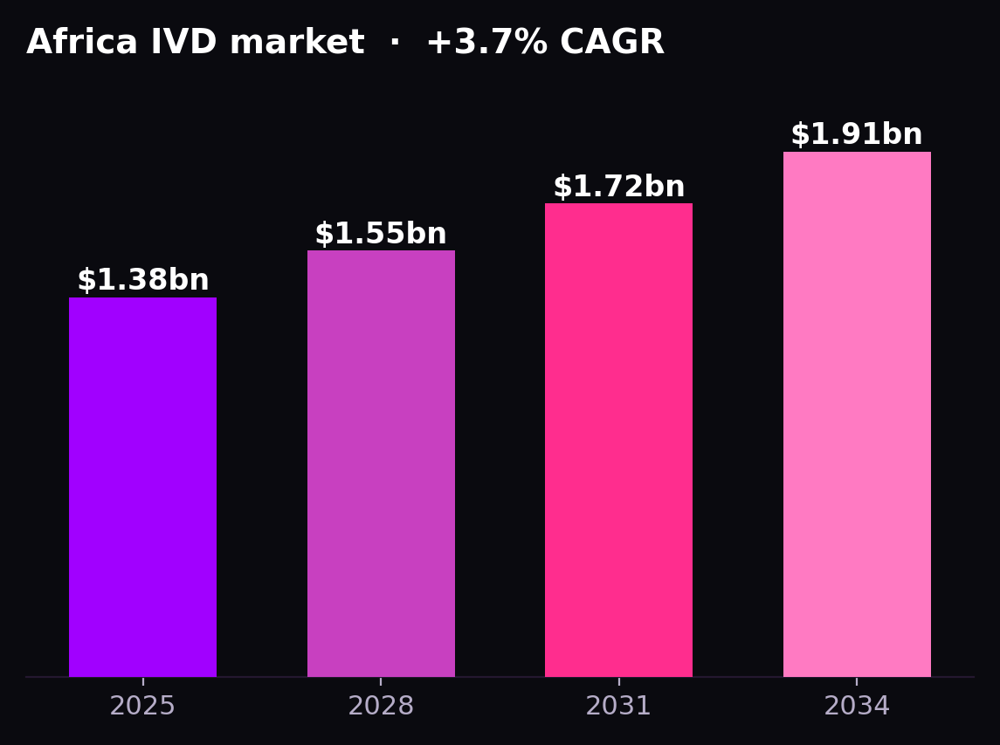 Africa IVD market · +3.7% CAGR
$1.91bn
$1.72bn
$1.55bn
$1.38bn
2025 2028 2031 2034